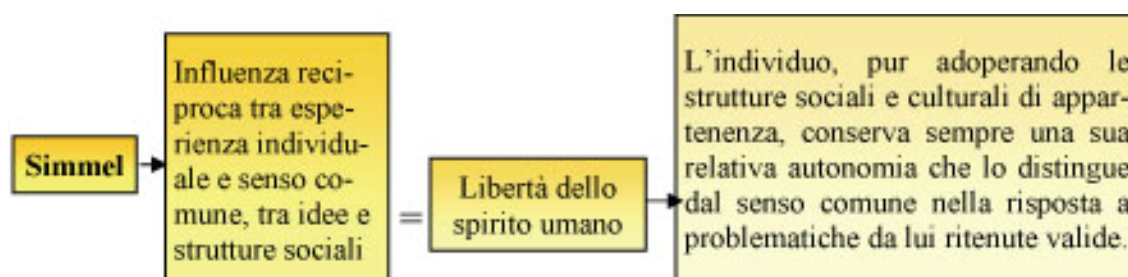 Simmel
Influenza reci-
proca tra espe-
rienza individu-
ale e senso co-
mune, tra idee e
strutture sociali
=
Libertà dello
spirito umano
L'individuo, pur adoperando le
strutture sociali e culturali di appar-
tenenza, conserva sempre una sua
relativa autonomia che lo distingue
dal senso comune nella risposta a
problematiche da lui ritenute valide.